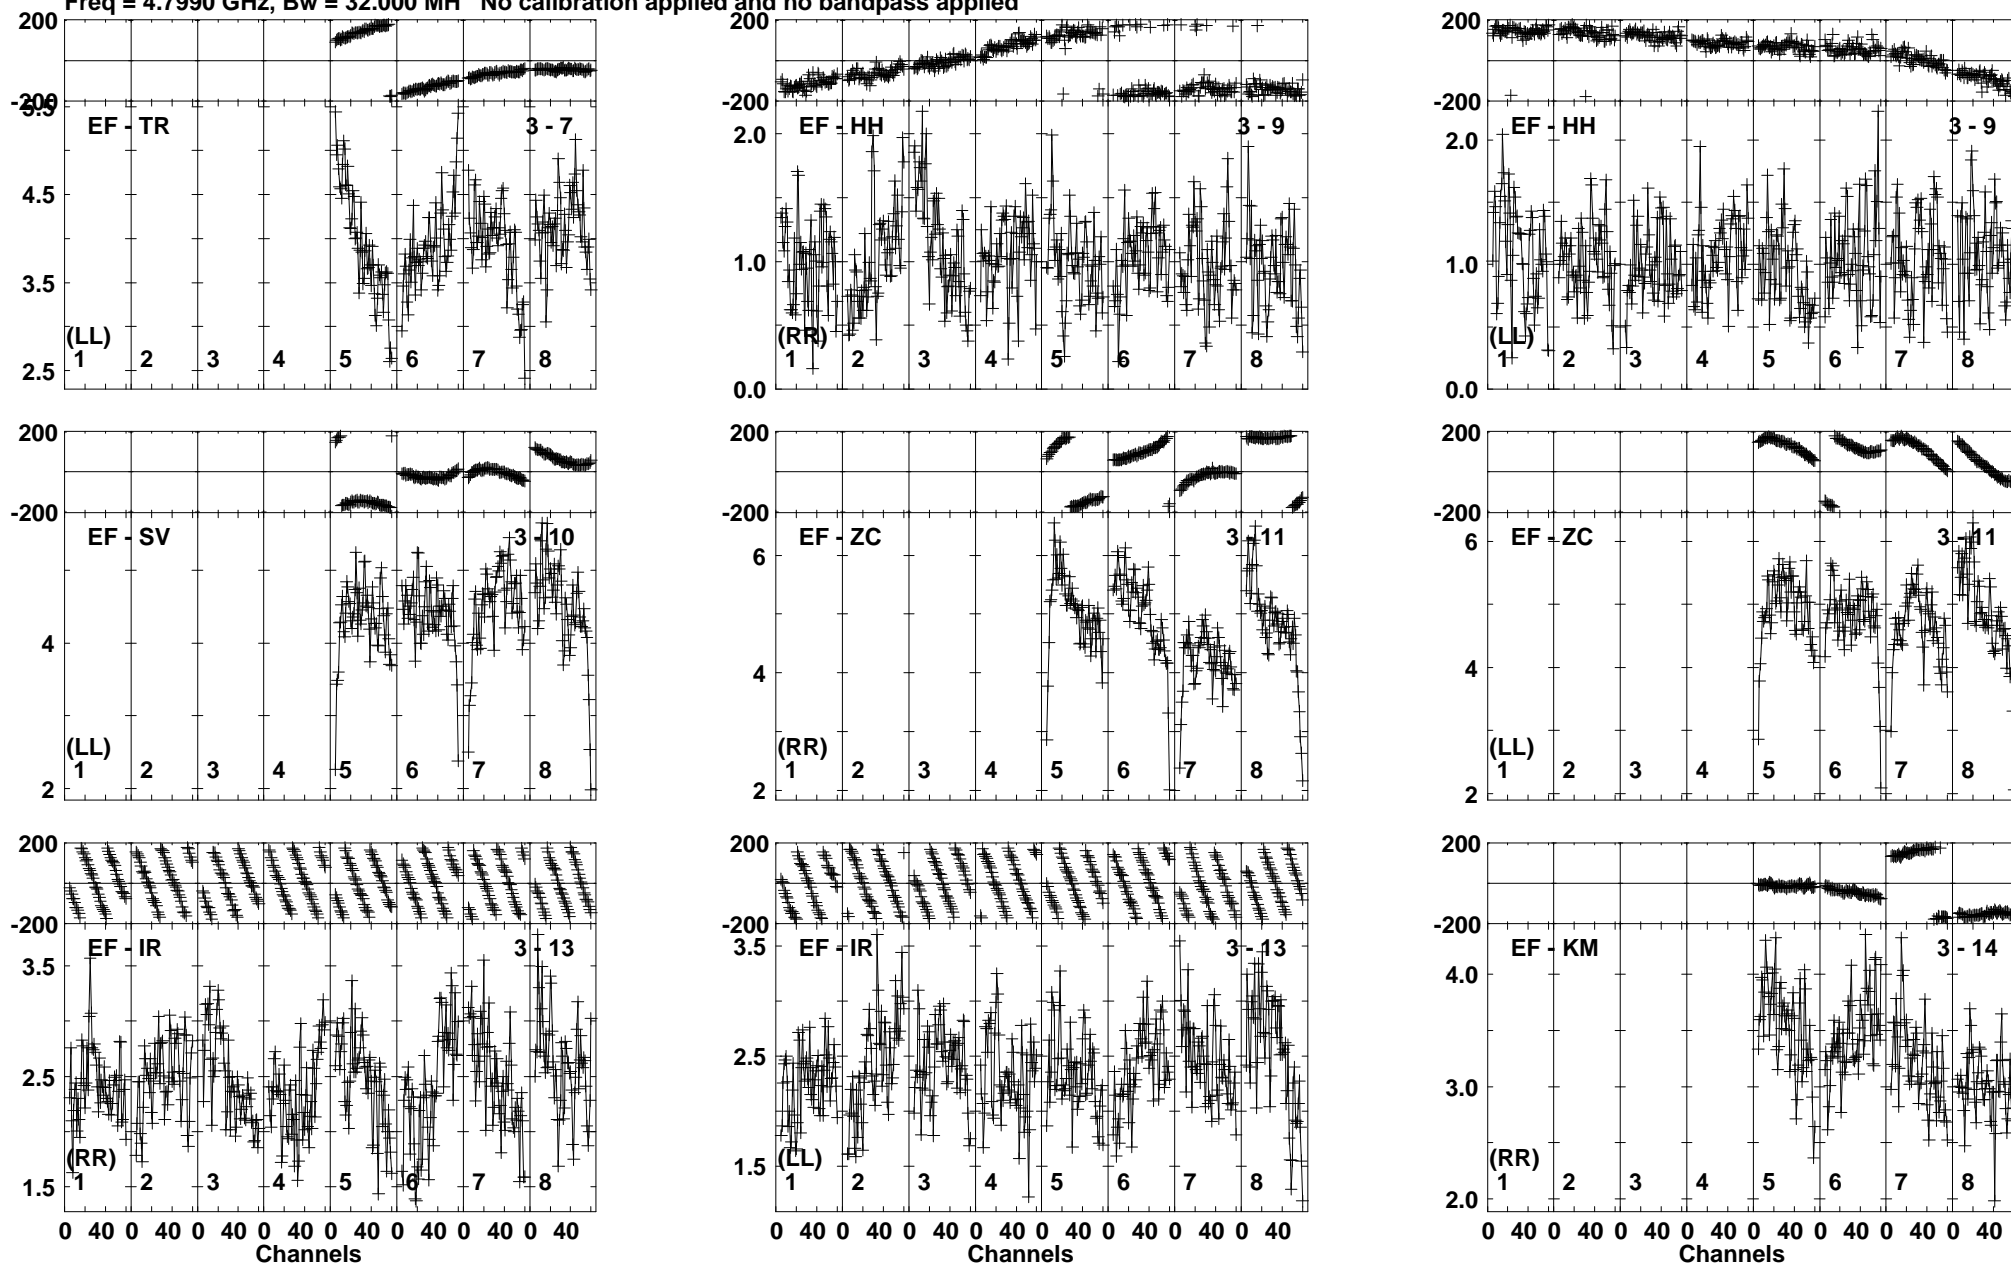 Freq = 4.7990 GHz, Bw = 32.000 MH No calibration applied and no bandpass applied
200 200 200
-200 -200 -200
5.5 EF - TR 3 - 7 2.0 EF - HH 3 - 9 2.0 EF - HH 3 - 9
4.5
3.5 1.0 1.0
(LL) (RR) (LL)
1 2 3 4 5 6 7 8 1 2 3 4 5 6 7 8 1 2 3 4 5 6 7 8
2.5 0.0 0.0
200 200 200
-200 -200 -200
EF - SV 3 - 10 EF - ZC 3 - 11 EF - ZC 3 - 11
6 6
4 4 4
(LL) (RR) (LL)
1 2 3 4 5 6 7 8 1 2 3 4 5 6 7 8 1 2 3 4 5 6 7 8
2 2 2
200 200 200
-200 -200 -200
EF - IR 3 - 13 EF - IR 3 - 13 EF - KM 3 - 14
3.5 3.5 4.0
2.5 2.5 3.0
(RR) (LL) (RR)
1 2 3 4 5 6 7 8 1 2 3 4 5 6 7 8 1 2 3 4 5 6 7 8
1.5 1.5 2.0
0 40 0 40 0 40 0 40 0 40 0 40 0 40 0 40 0 40 0 40 0 40 0 40 0 40 0 40 0 40 0 40 0 40 0 40 0 40 0 40 0 40 0 40 0 40 0 40
Channels Channels Channels